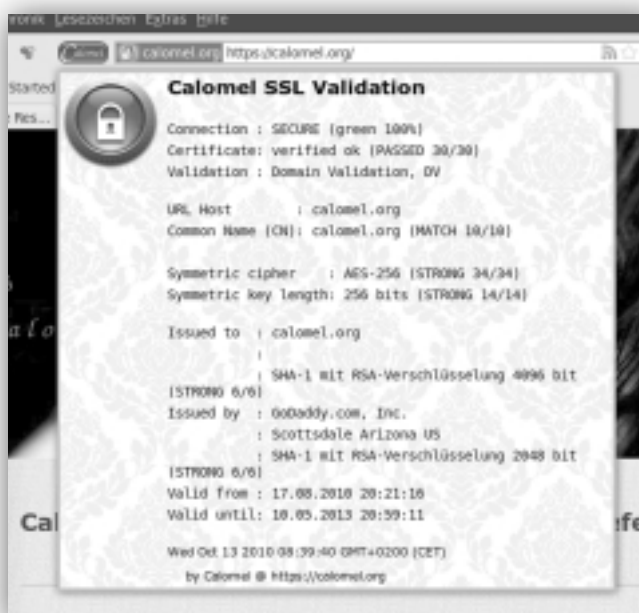 ronik Lesezeichen Extras Hilfe
Calomel calomel.org https://calomel.org/
Started
Res...
Calomel SSL Validation
Connection : SECURE (green 100%)
Certificate: verified ok (PASSED 30/30)
Validation : Domain Validation, DV
URL Host : calomel.org
Common Name (CN): calomel.org (MATCH 10/10)
Symmetric cipher : AES-256 (STRONG 34/34)
Symmetric key length: 256 bits (STRONG 14/14)
Issued to : calomel.org
:
: SHA-1 mit RSA-Verschlüsselung 4096 bit
(STRONG 6/6)
Issued by : GoDaddy.com, Inc.
: Scottsdale Arizona US
: SHA-1 mit RSA-Verschlüsselung 2048 bit
(STRONG 6/6)
Valid from : 17.08.2010 20:21:16
Valid until: 10.05.2013 20:59:11
Wed Oct 13 2010 08:39:40 GMT+0200 (CET)
by Calomel @ https://calomel.org
alo
Cal
efe